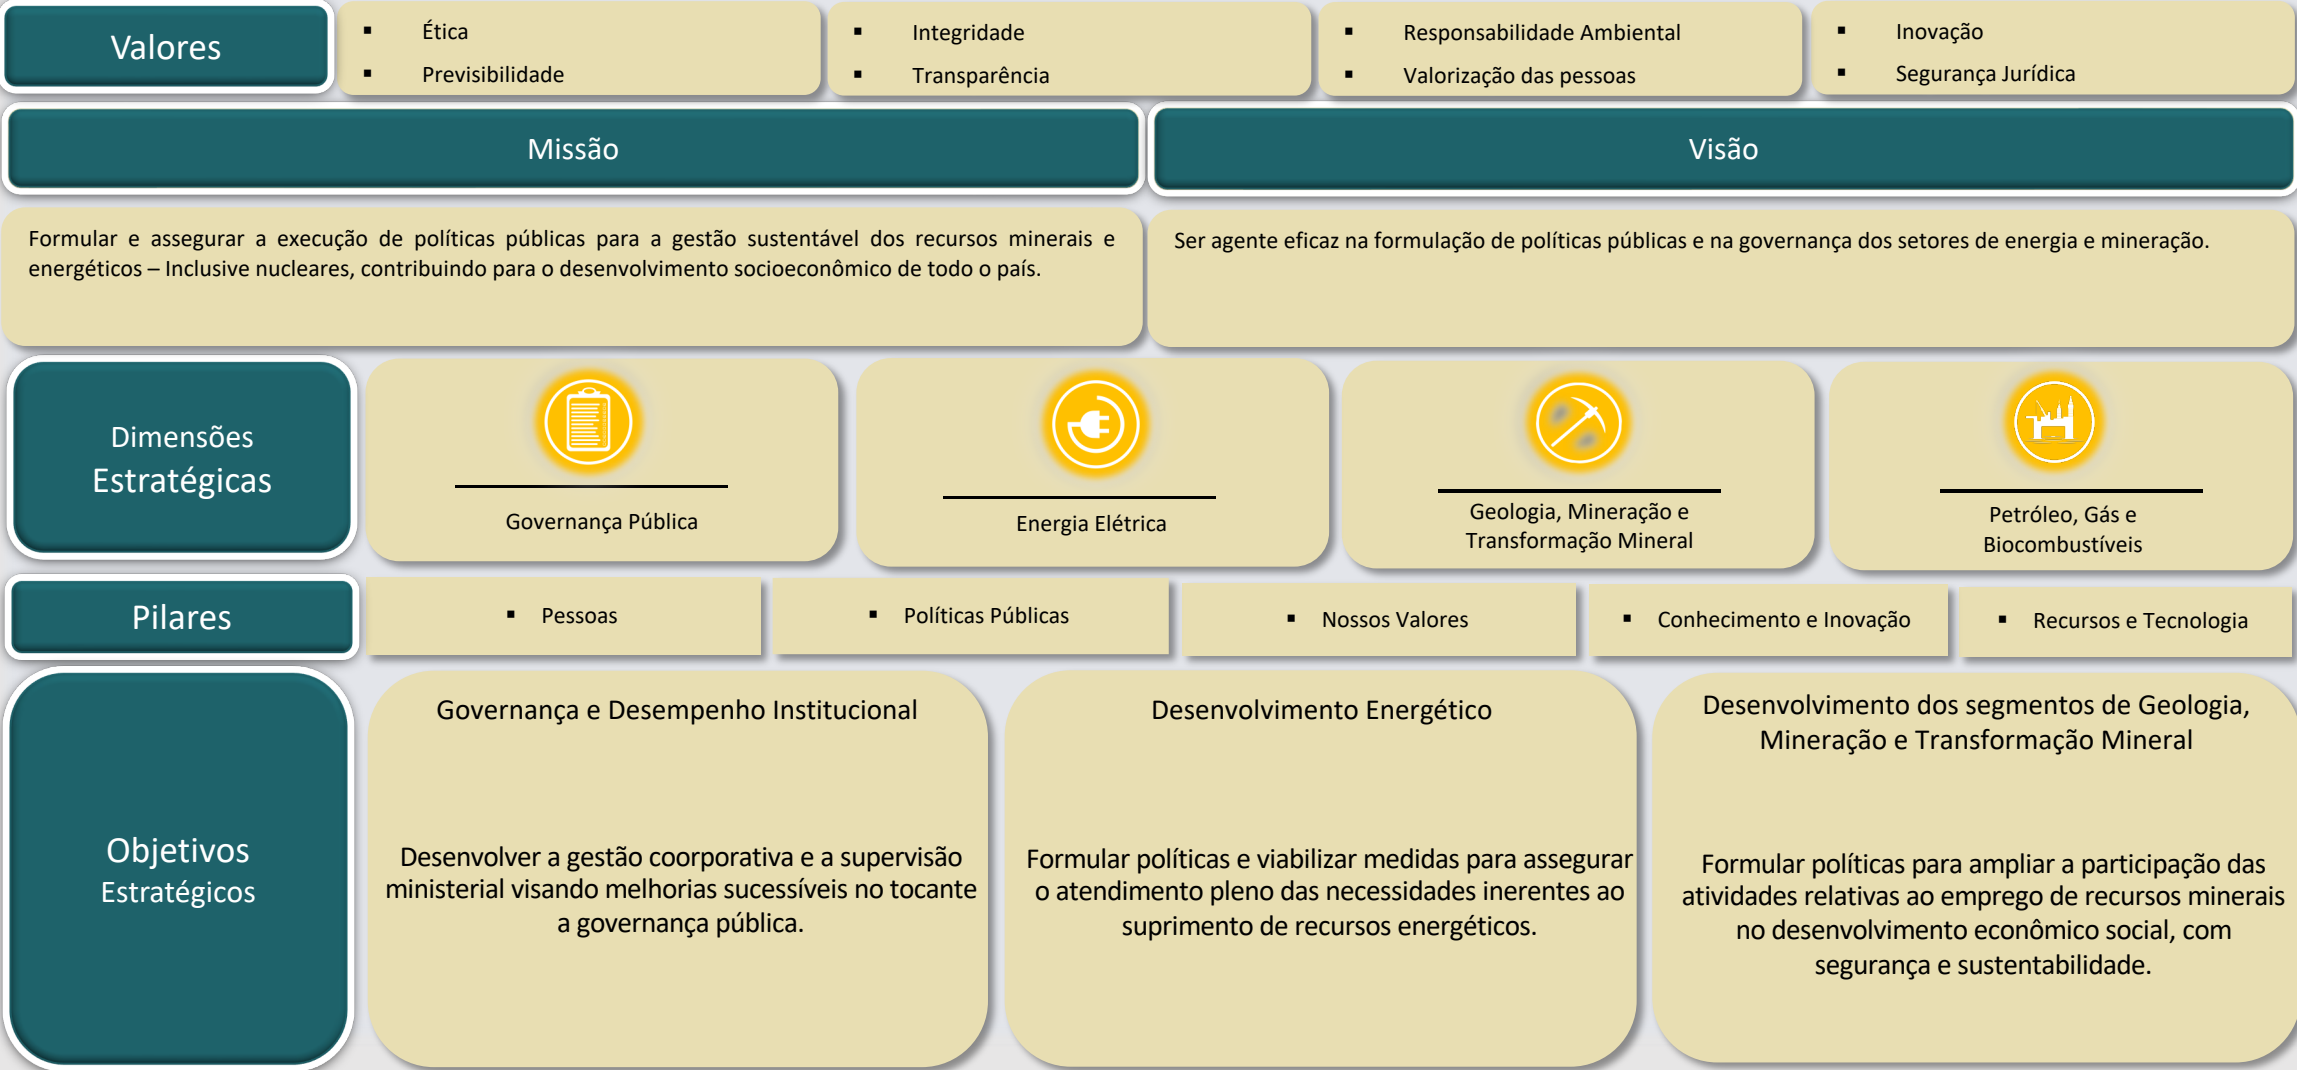 Valores
▪ Ética
▪ Previsibilidade
▪ Integridade
▪ Transparência
▪ Responsabilidade Ambiental
▪ Valorização das pessoas
▪ Inovação
▪ Segurança Jurídica
Missão
Visão
Formular e assegurar a execução de políticas públicas para a gestão sustentável dos recursos minerais e
energéticos – Inclusive nucleares, contribuindo para o desenvolvimento socioeconômico de todo o país.
Ser agente eficaz na formulação de políticas públicas e na governança dos setores de energia e mineração.
Dimensões
Estratégicas
Governança Pública
Energia Elétrica
Geologia, Mineração e
Transformação Mineral
Petróleo, Gás e
Biocombustíveis
Pilares
▪ Pessoas
▪ Políticas Públicas
▪ Nossos Valores
▪ Conhecimento e Inovação
▪ Recursos e Tecnologia
Objetivos
Estratégicos
Governança e Desempenho Institucional
Desenvolver a gestão coorporativa e a supervisão
ministerial visando melhorias sucessíveis no tocante
a governança pública.
Desenvolvimento Energético
Formular políticas e viabilizar medidas para assegurar
o atendimento pleno das necessidades inerentes ao
suprimento de recursos energéticos.
Desenvolvimento dos segmentos de Geologia,
Mineração e Transformação Mineral
Formular políticas para ampliar a participação das
atividades relativas ao emprego de recursos minerais
no desenvolvimento econômico social, com
segurança e sustentabilidade.